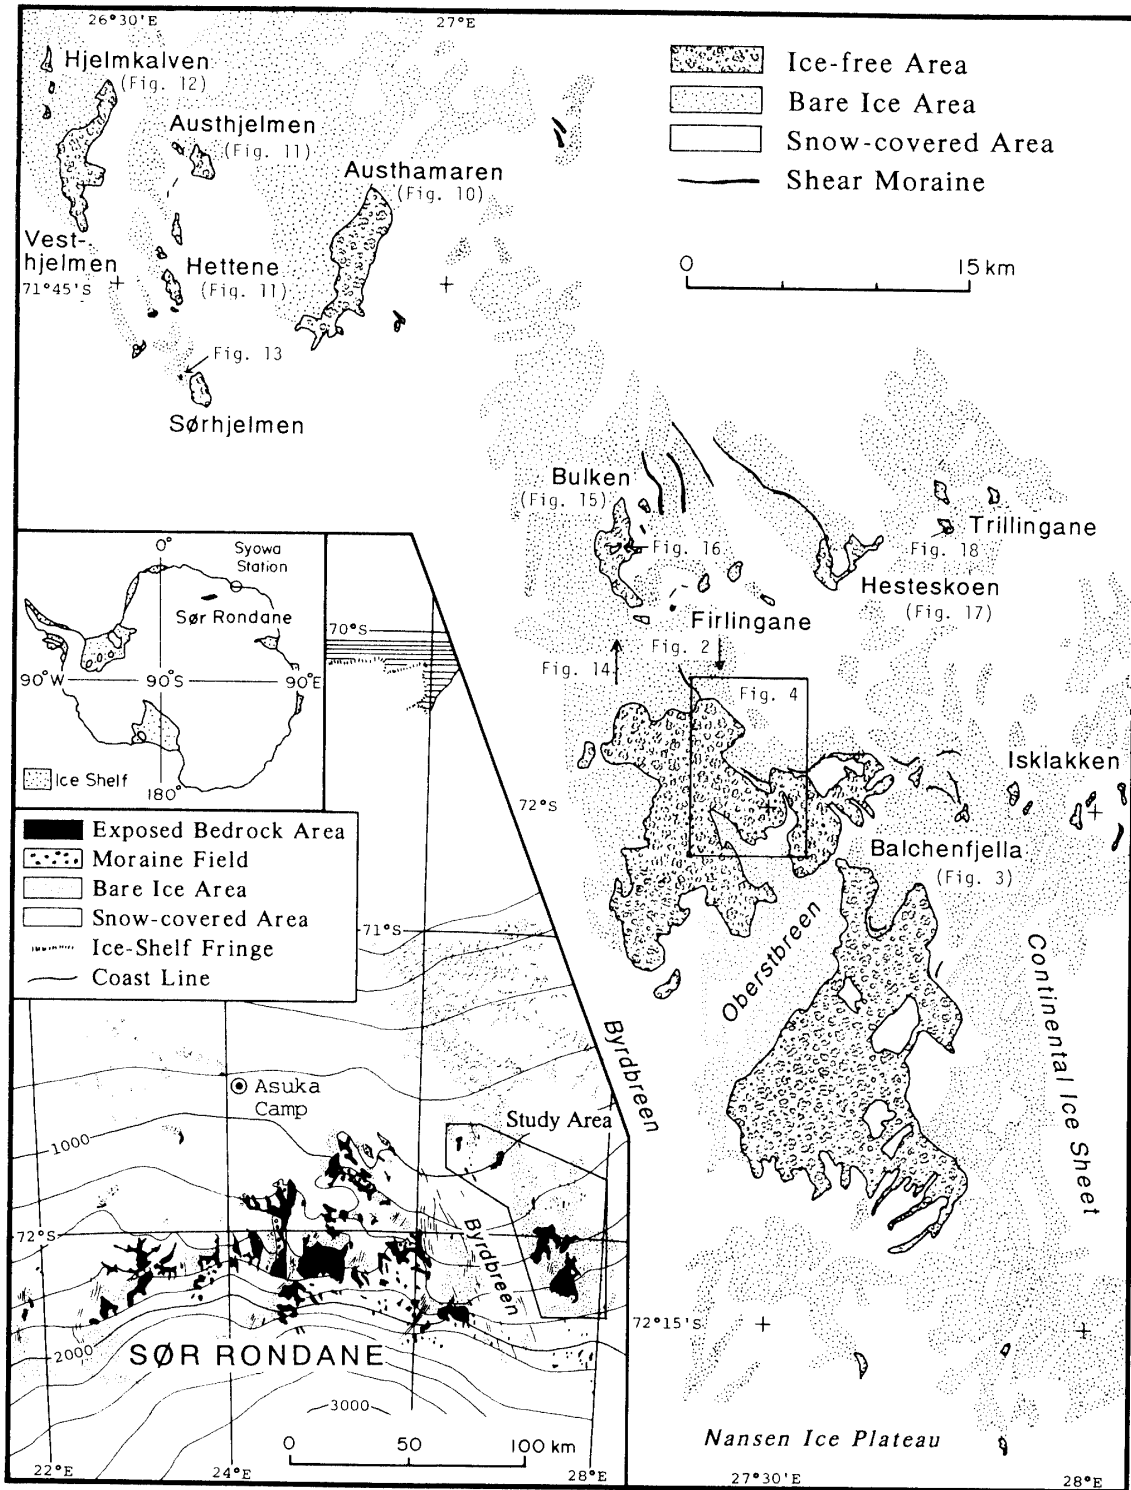 26°30'E
27°E
Hjelmkalven
(Fig. 12)
Austhjelmen
(Fig. 11)
Austhamaren
(Fig. 10)
Vest-
hjelmen
71°45'S
Hettene
(Fig. 11)
Fig. 13
Sørhjelmen
Ice-free Area
Bare Ice Area
Snow-covered Area
Shear Moraine
0
15 km
Bulken
(Fig. 15)
Fig. 16
Trillingane
Fig. 18
Hesteskoen
(Fig. 17)
Firlingane
Fig. 2
Fig. 14
Fig. 4
Isklakken
72°S
Balchenfjella
(Fig. 3)
Oberstbreen
Byrdbreen
Continental Ice Sheet
72°15'S
Nansen Ice Plateau
27°30'E
28°E
0°
Syowa
Station
Sør Rondane
90°W
90°S
90°E
Ice Shelf
180°
Exposed Bedrock Area
Moraine Field
Bare Ice Area
Snow-covered Area
Ice-Shelf Fringe
Coast Line
70°S
71°S
Asuka
Camp
Study Area
1000
72°S
Byrdbreen
2000
SØR RONDANE
3000
0
50
100 km
22°E
24°E
28°E